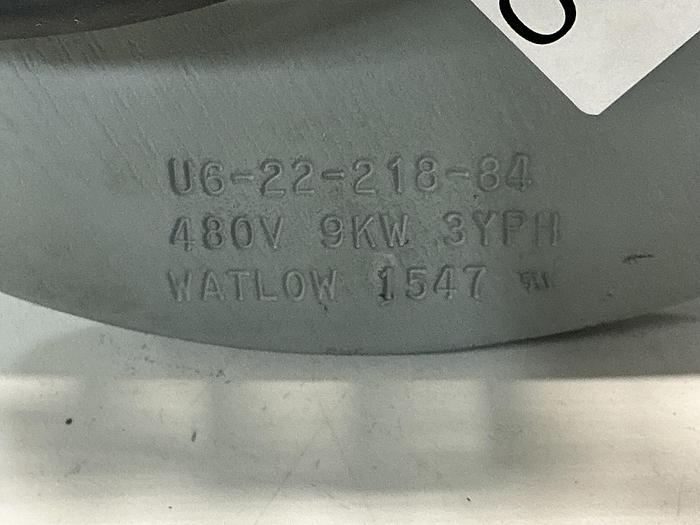 U6-22-218-84
480V 9KW 3YPH
WATLOW 1547